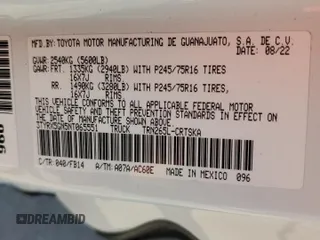 MFD.BY:TOYOTA MOTOR MANUFACTURING DE GUANAJUATO, S.A. DE C.V.
GVWR: 2540KG (5600LB) 08/22
GAWR: FRT. 1335KG (2940LB) WITH P245/75R16 TIRES
16X7J RIMS
RR. 1490KG (3280LB) WITH P245/75R16 TIRES
16X7J RIMS
THIS VEHICLE CONFORMS TO ALL APPLICABLE FEDERAL MOTOR
VEHICLE SAFETY AND THEFT PREVENTION STANDARDS IN EFFECT
ON THE DATE OF MANUFACTURE SHOWN ABOVE.
TRUCK TRN265L-CRTSKA
C/TR: 040/FB14
A/TM: A07A/AC60E MADE IN MEXICO 096
DREAMBID